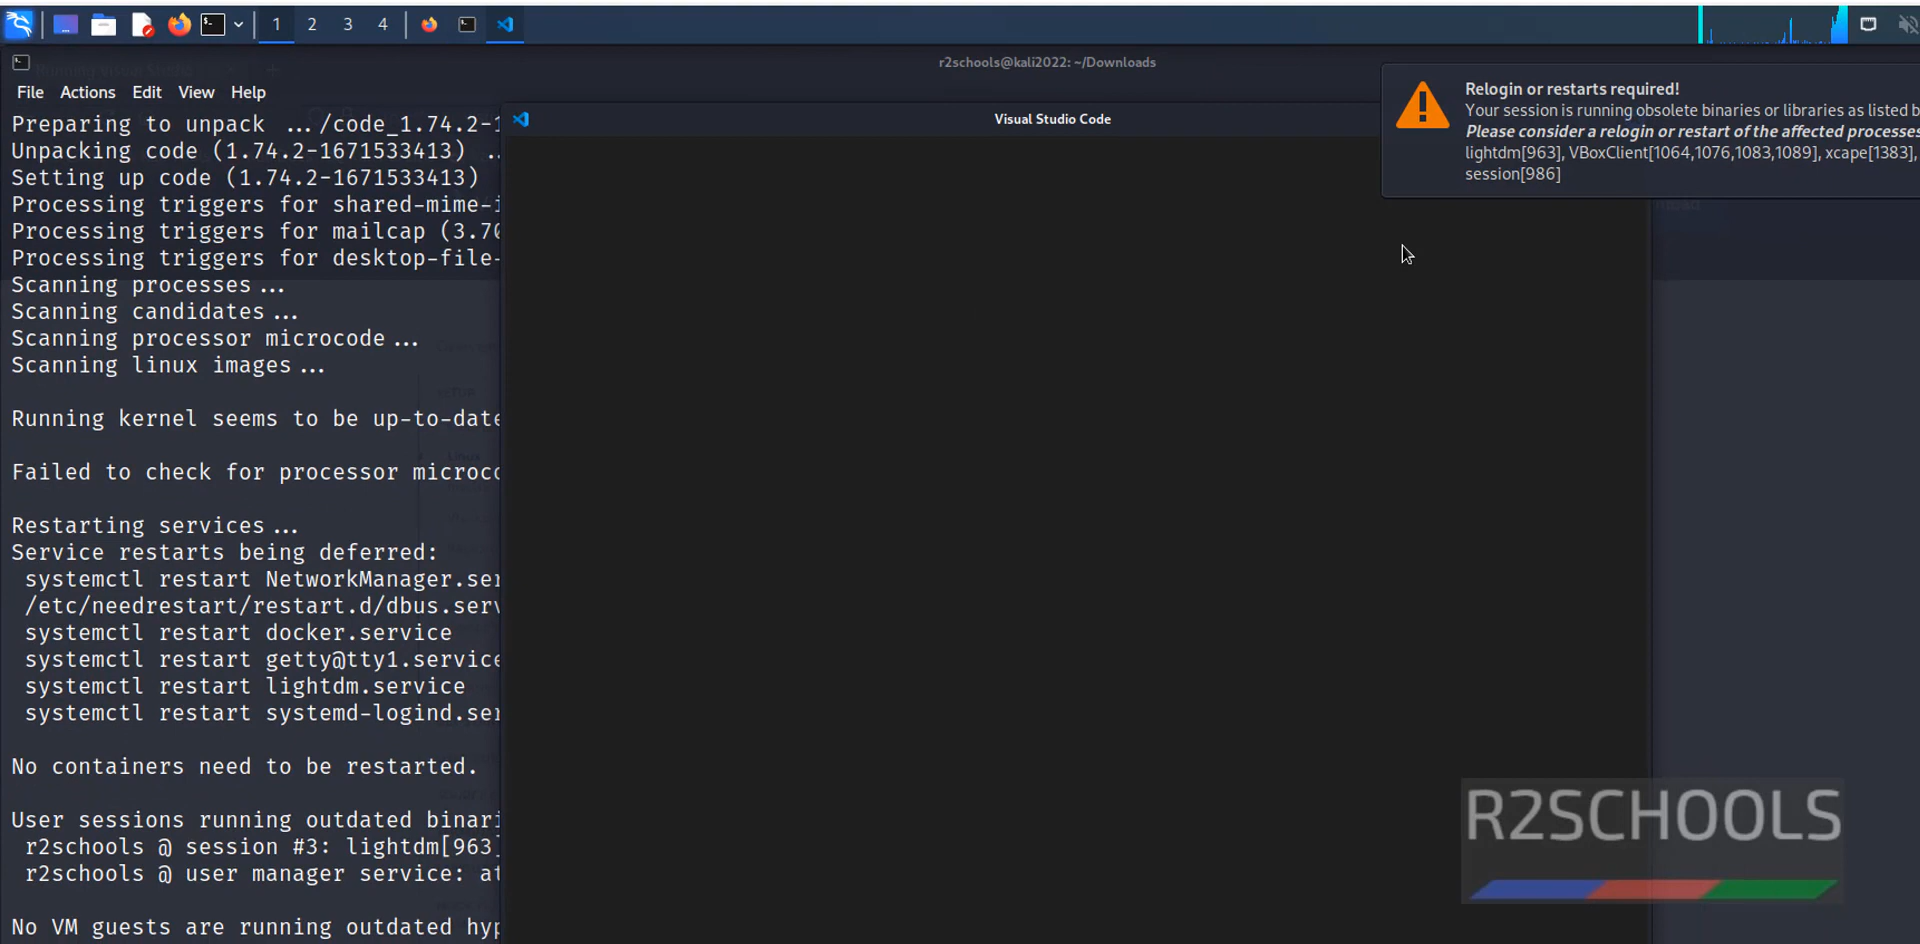 1 2 3 4
r2schools@kali2022: ~/Downloads
File Actions Edit View Help
Preparing to unpack .../code_1.74.2-1
Unpacking code (1.74.2-1671533413) ..
Setting up code (1.74.2-1671533413)
Processing triggers for shared-mime-i
Processing triggers for mailcap (3.70
Processing triggers for desktop-file-
Scanning processes...
Scanning candidates...
Scanning processor microcode...
Scanning linux images...
Running kernel seems to be up-to-date
Failed to check for processor microco
Restarting services...
Service restarts being deferred:
systemctl restart NetworkManager.ser
/etc/needrestart/restart.d/dbus.serv
systemctl restart docker.service
systemctl restart getty@tty1.service
systemctl restart lightdm.service
systemctl restart systemd-logind.ser
No containers need to be restarted.
User sessions running outdated binari
r2schools @ session #3: lightdm[963]
r2schools @ user manager service: at
No VM guests are running outdated hyp
Visual Studio Code
Relogin or restarts required!
Your session is running obsolete binaries or libraries as listed b
Please consider a relogin or restart of the affected processes
lightdm[963], VBoxClient[1064,1076,1083,1089], xcape[1383],
session[986]
R2SCHOOLS